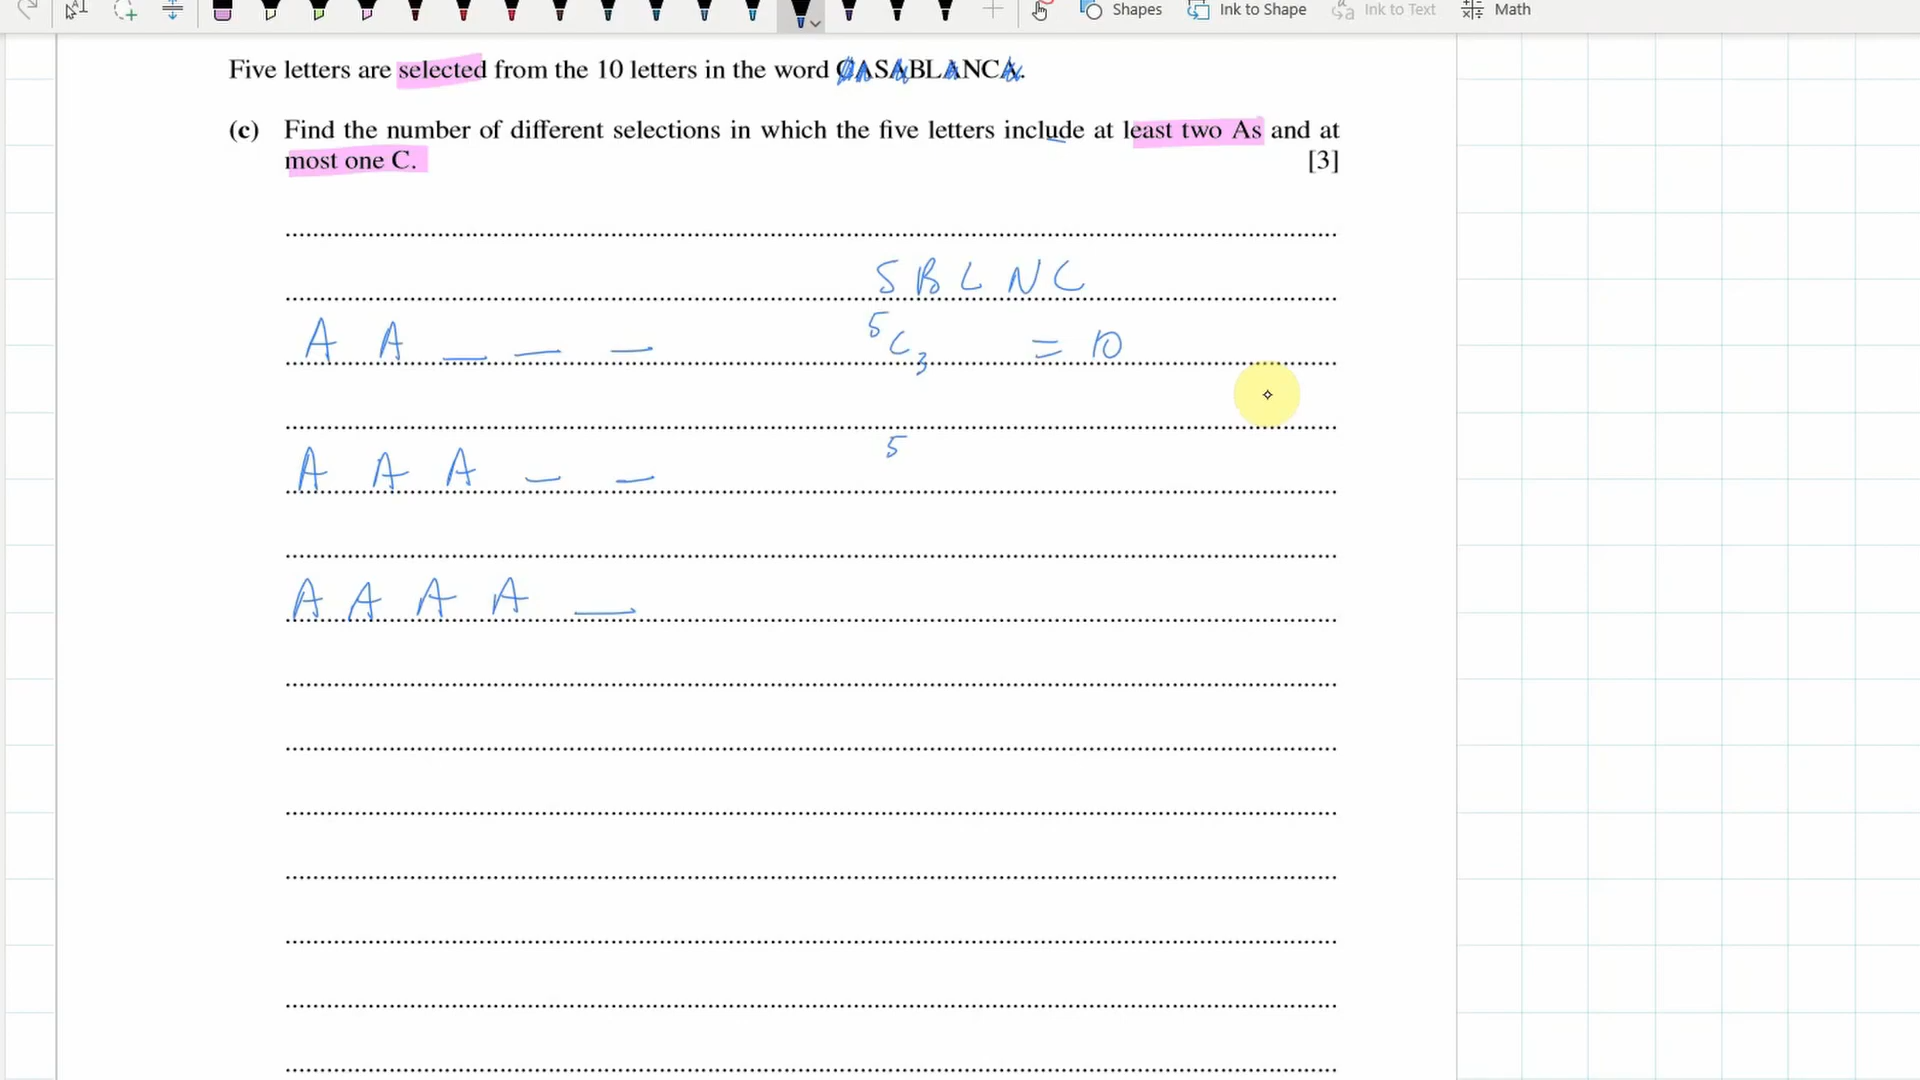 Shapes Ink to Shape Ink to Text Math
Five letters are selected from the 10 letters in the word CASABLANCA.
(c) Find the number of different selections in which the five letters include at least two As and at
most one C. [3]
S B L N C
A A _ _ _ 5C3 = 10
A A A _ _ 5
A A A A _